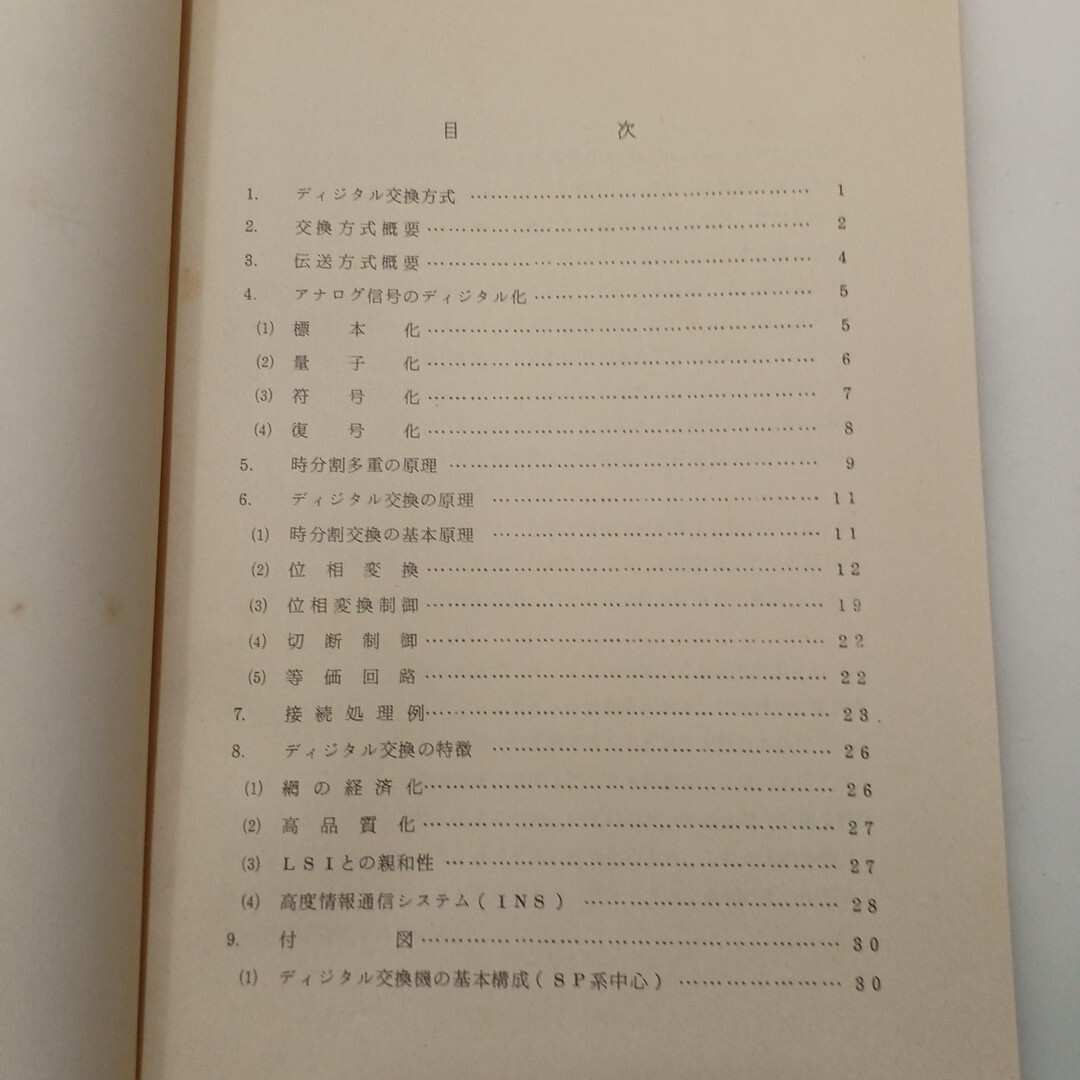 目　次
1. ディジタル交換方式 …… 1
2. 交換方式概要 …… 2
3. 伝送方式概要 …… 4
4. アナログ信号のディジタル化 …… 5
(1) 標本化 …… 5
(2) 量子化 …… 6
(3) 符号化 …… 7
(4) 復号化 …… 8
5. 時分割多重の原理 …… 9
6. ディジタル交換の原理 …… 11
(1) 時分割交換の基本原理 …… 11
(2) 位相変換 …… 12
(3) 位相変換制御 …… 19
(4) 切断制御 …… 22
(5) 等価回路 …… 22
7. 接続処理例 …… 23
8. ディジタル交換の特徴 …… 26
(1) 網の経済化 …… 26
(2) 高品質化 …… 27
(3) LSIとの親和性 …… 27
(4) 高度情報通信システム(INS) …… 28
9. 付図 …… 30
(1) ディジタル交換機の基本構成(SP系中心) …… 30